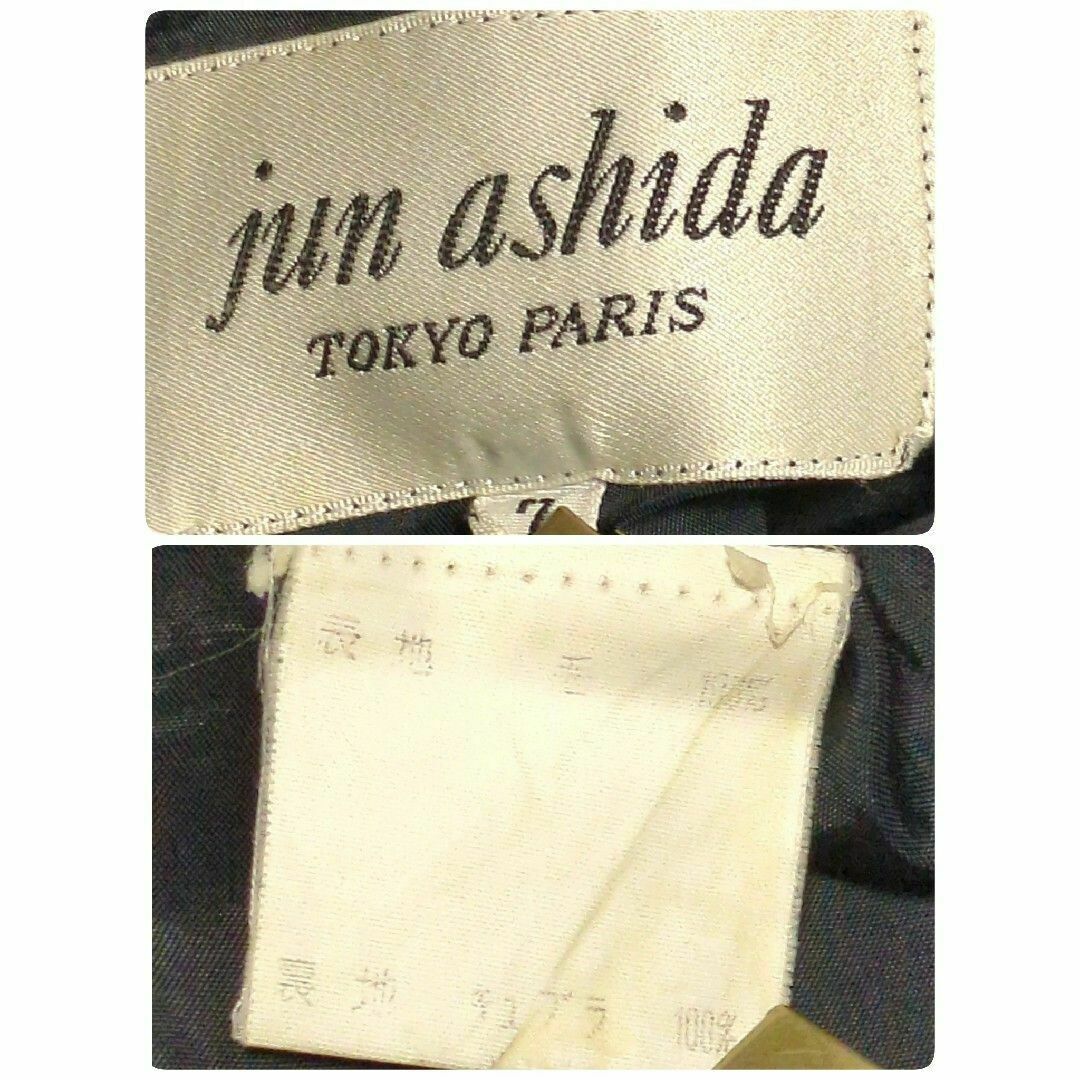 jun ashida
TOKYO PARIS
7
表地 毛 100%
裏地 キュプラ 100%